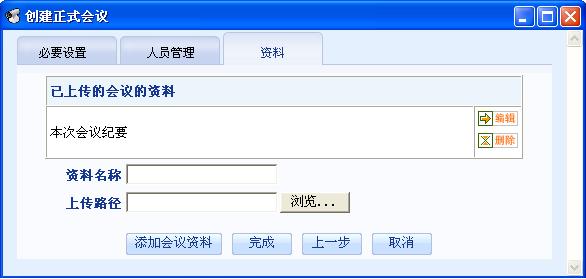 创建正式会议
必要设置 人员管理 资料
已上传的会议的资料
本次会议纪要
编辑
删除
资料名称
上传路径 浏览...
添加会议资料 完成 上一步 取消